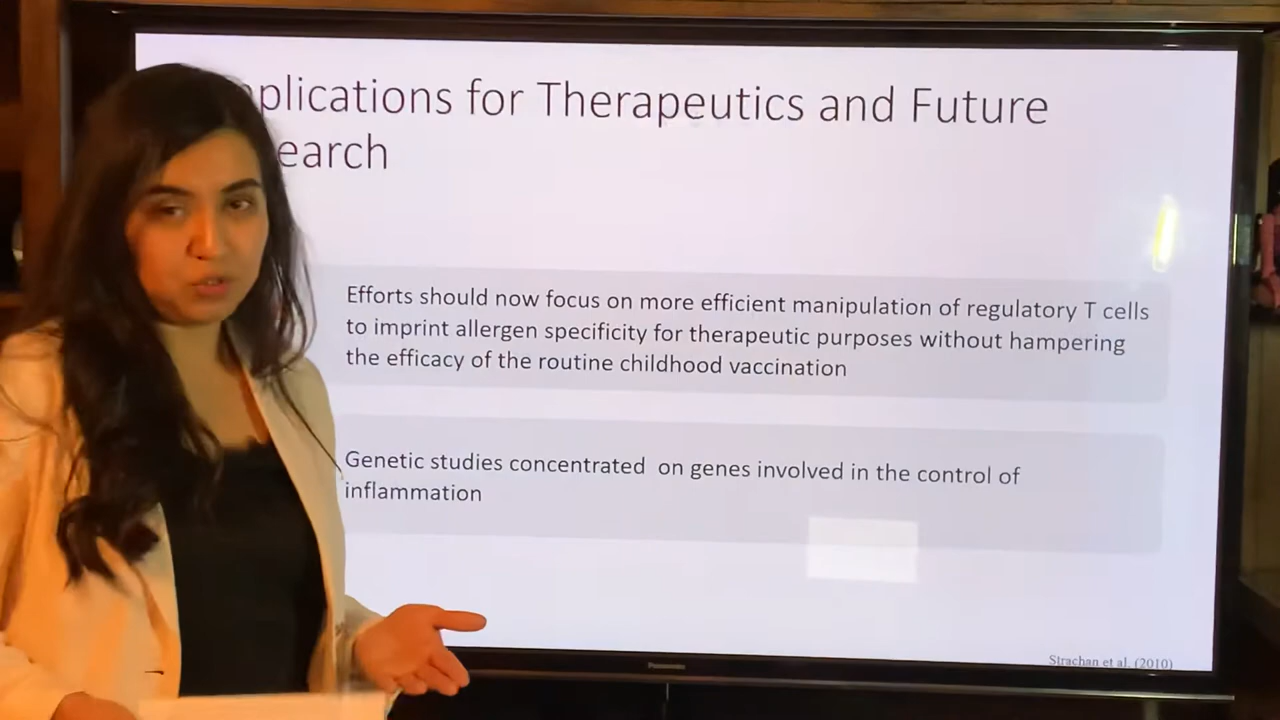 plications for Therapeutics and Future
earch
Efforts should now focus on more efficient manipulation of regulatory T cells
to imprint allergen specificity for therapeutic purposes without hampering
the efficacy of the routine childhood vaccination
Genetic studies concentrated on genes involved in the control of
inflammation
Strachan et al. (2010)
Panasonic